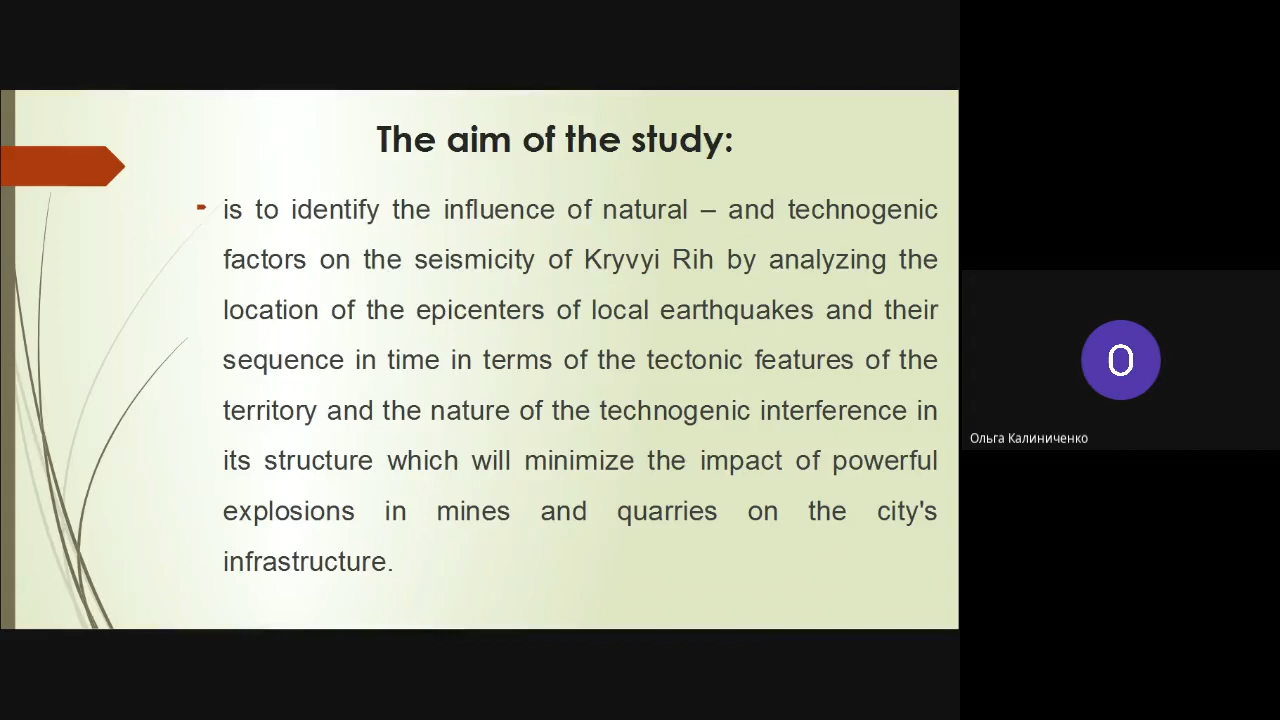 The aim of the study:
is to identify the influence of natural – and technogenic
factors on the seismicity of Kryvyi Rih by analyzing the
location of the epicenters of local earthquakes and their
sequence in time in terms of the tectonic features of the
territory and the nature of the technogenic interference in
its structure which will minimize the impact of powerful
explosions in mines and quarries on the city's
infrastructure.
О
Ольга Калиниченко